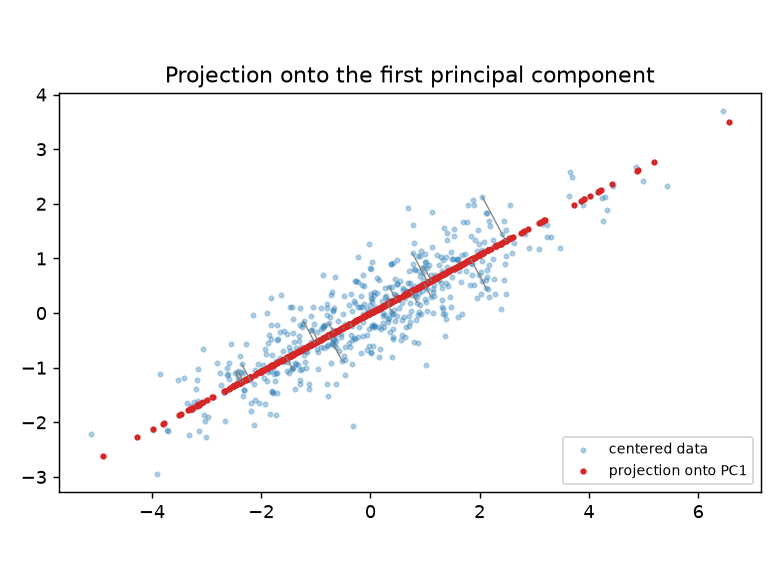 Projection onto the first principal component
4
3
2
1
0
−1
−2
−3
centered data
projection onto PC1
−4 −2 0 2 4 6